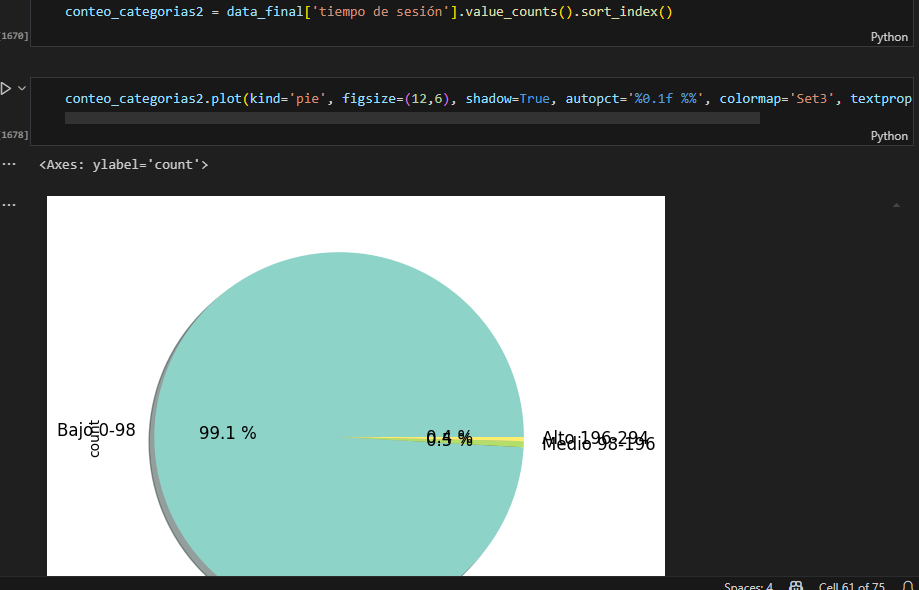 conteo_categorias2 = data_final['tiempo de sesión'].value_counts().sort_index()
[1670]
Python
conteo_categorias2.plot(kind='pie', figsize=(12,6), shadow=True, autopct='%0.1f %%', colormap='Set3', textprop
[1678]
Python
<Axes: ylabel='count'>
Bajo 0-98
count
99.1 %
0.4 %
0.5 %
Alto 196-294
Medio 98-196
Spaces: 4
Cell 61 of 75